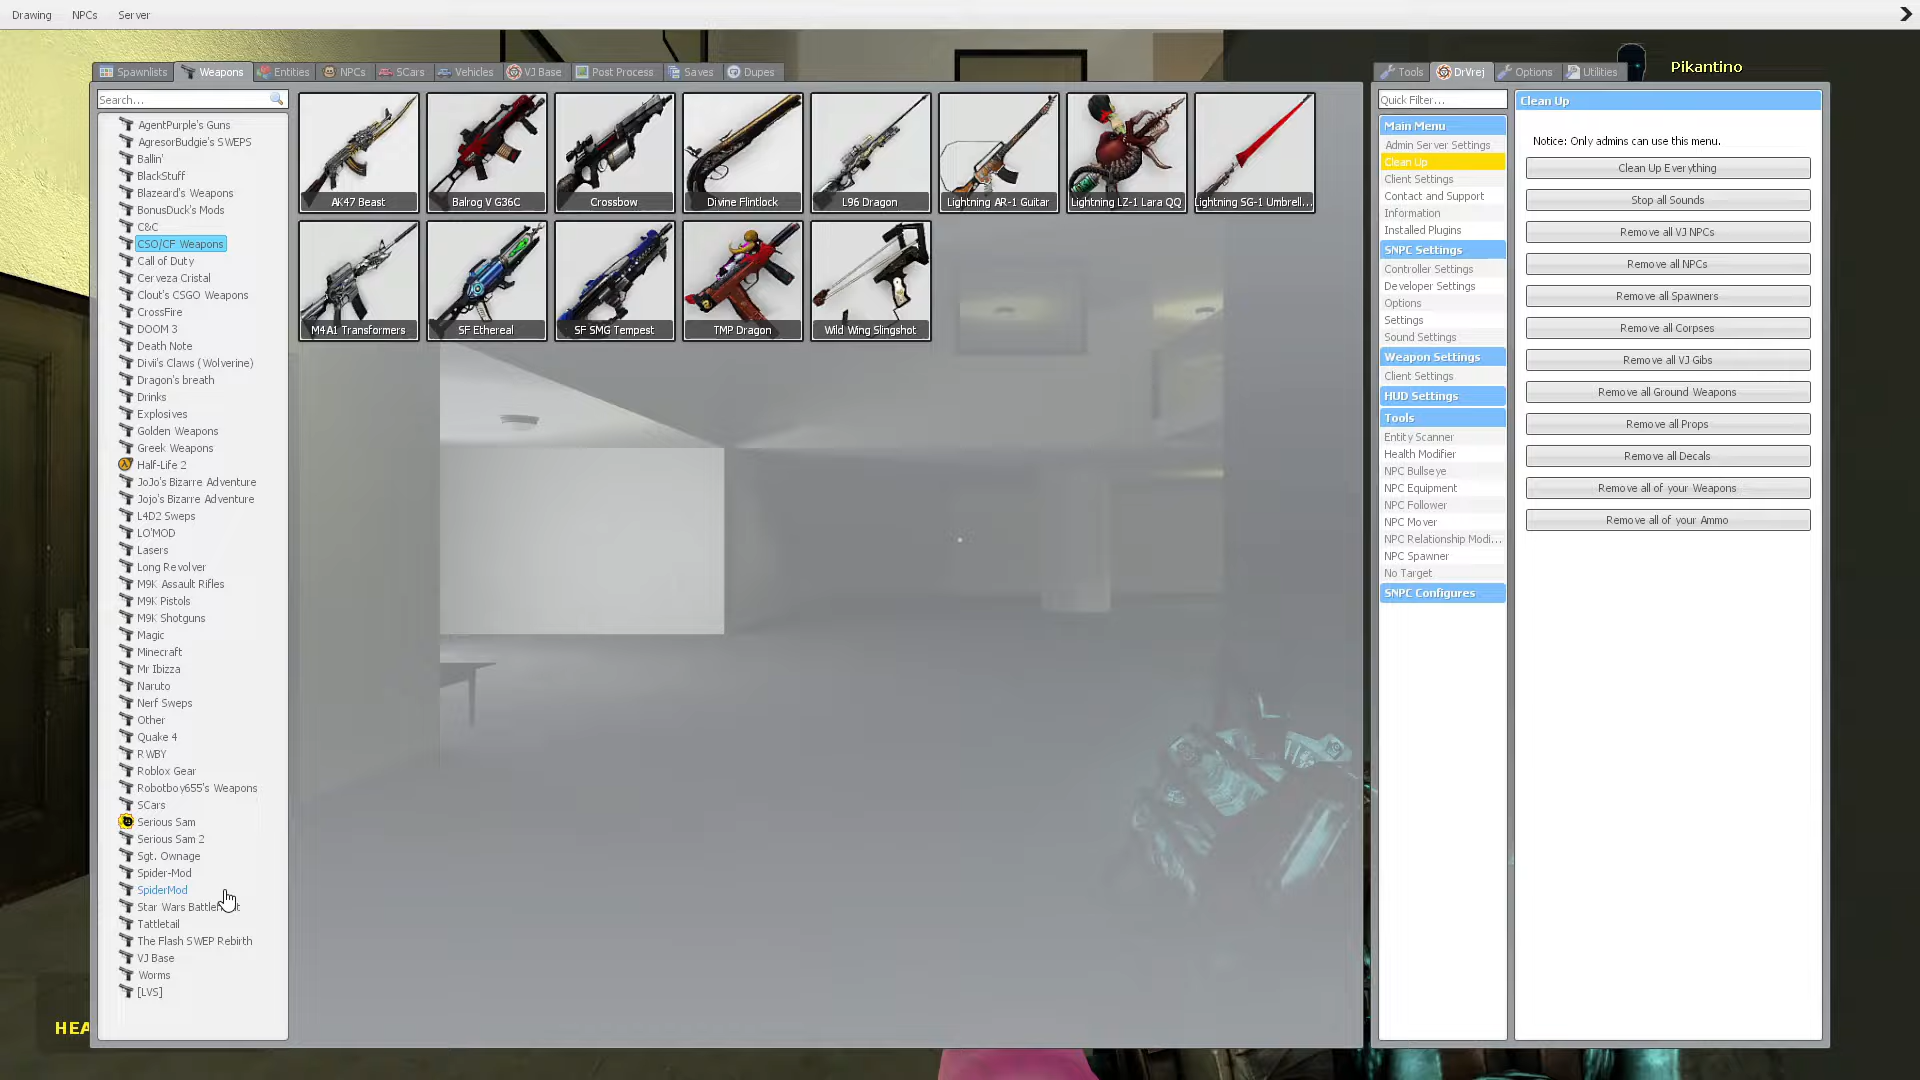 Drawing NPCs Server
Pikantino
Spawnlists Weapons Entities NPCs SCars Vehicles VJ Base Post Process Saves Dupes
Search...
AgentPurple's Guns
AgresorBudgie's SWEPS
Ballin'
BlackStuff
Blazeard's Weapons
BonusDuck's Mods
C&C
CSO/CF Weapons
Call of Duty
Cerveza Cristal
Clout's CSGO Weapons
CrossFire
DOOM 3
Death Note
Divii's Claws (Wolverine)
Dragon's breath
Drinks
Explosives
Golden Weapons
Greek Weapons
Half-Life 2
JoJo's Bizarre Adventure
Jojo's Bizarre Adventure
L4D2 Sweps
LO'MOD
Lasers
Long Revolver
M9K Assault Rifles
M9K Pistols
M9K Shotguns
Magic
Minecraft
Mr Ibizza
Naruto
Nerf Sweps
Other
Quake 4
RWBY
Roblox Gear
Robotboy655's Weapons
SCars
Serious Sam
Serious Sam 2
Sgt. Ownage
Spider-Mod
SpiderMod
Star Wars
Tattletail
The Flash SWEP Rebirth
VJ Base
Worms
[LVS]
AK47 Beast
Balrog V G36C
Crossbow
Divine Flintlock
L96 Dragon
Lightning AR-1 Guitar
Lightning LZ-1 Lara QQ
Lightning SG-1 Umbrell...
M4A1 Transformers
SF Ethereal
SF SMG Tempest
TMP Dragon
Wild Wing Slingshot
Tools DrVrej Options Utilities
Quick Filter...
Main Menu
Admin Server Settings
Clean Up
Client Settings
Contact and Support
Information
Installed Plugins
SNPC Settings
Controller Settings
Developer Settings
Options
Settings
Sound Settings
Weapon Settings
Client Settings
HUD Settings
Tools
Entity Scanner
Health Modifier
NPC Bullseye
NPC Equipment
NPC Follower
NPC Mover
NPC Relationship Modi...
NPC Spawner
No Target
SNPC Configures
Clean Up
Notice: Only admins can use this menu.
Clean Up Everything
Stop all Sounds
Remove all VJ NPCs
Remove all NPCs
Remove all Spawners
Remove all Corpses
Remove all VJ Gibs
Remove all Ground Weapons
Remove all Props
Remove all Decals
Remove all of your Weapons
Remove all of your Ammo
HEA